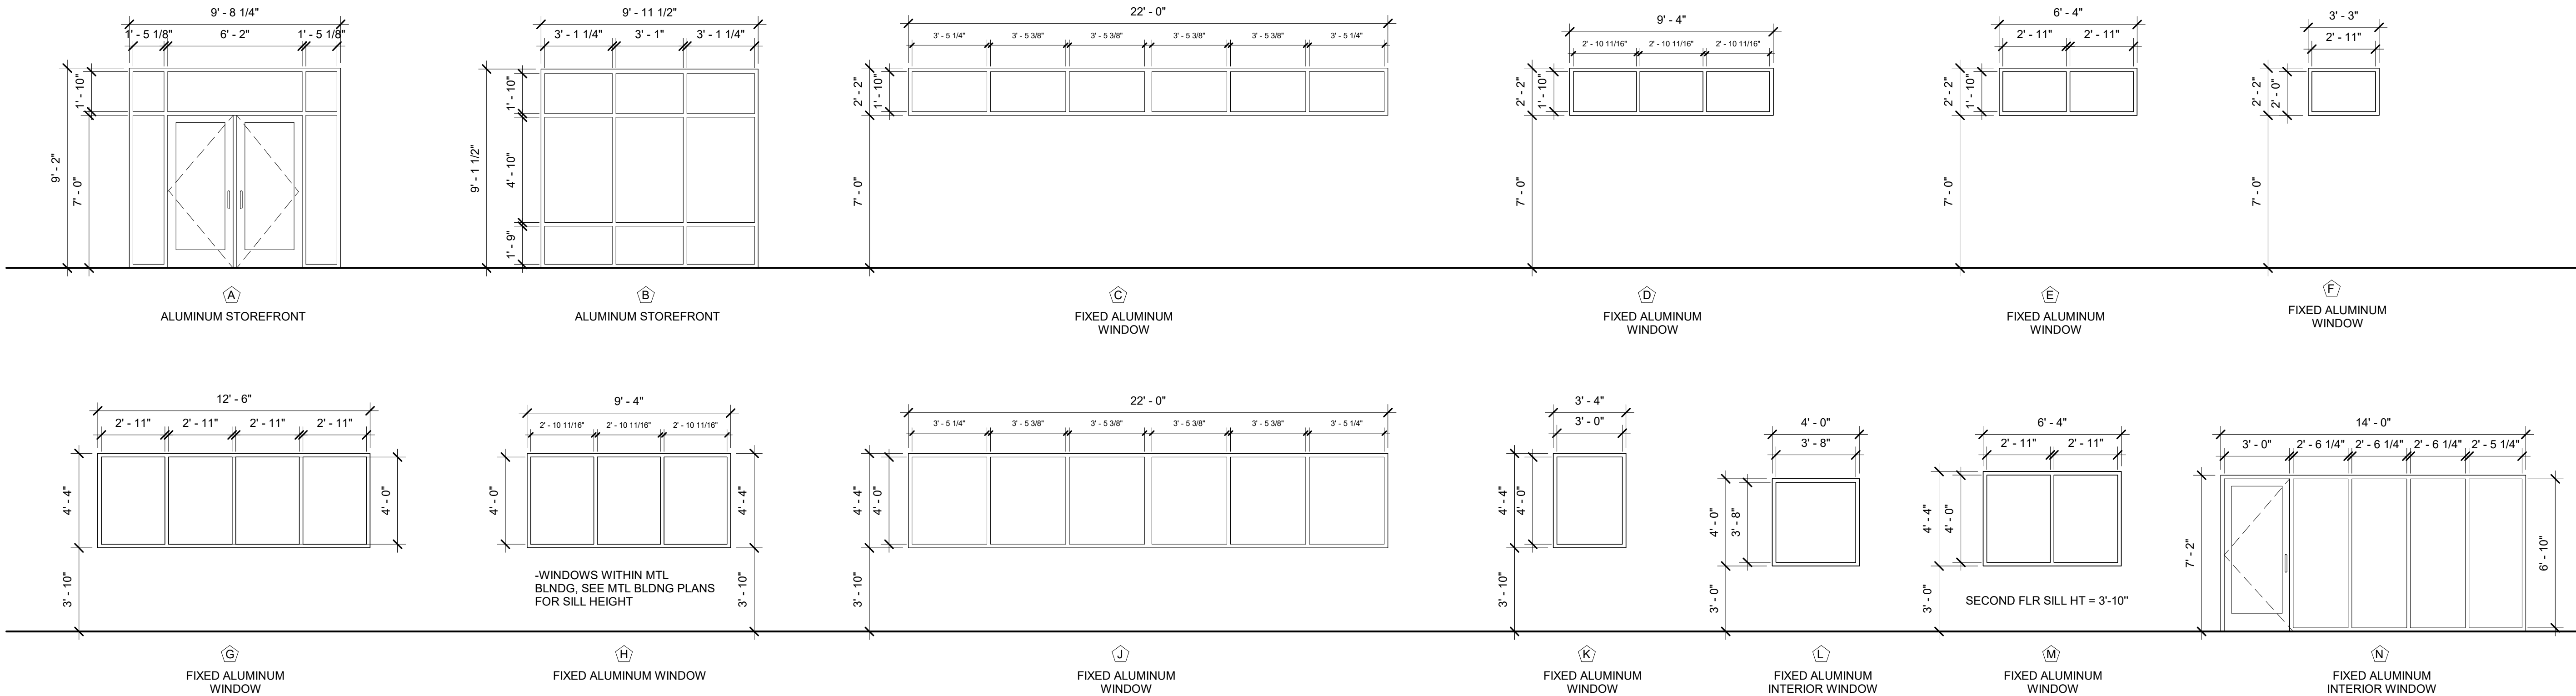 9' - 8 1/4"
1' - 5 1/8" 6' - 2" 1' - 5 1/8"
1' - 10"
9' - 2"
7' - 0"
A
ALUMINUM STOREFRONT
9' - 11 1/2"
3' - 1 1/4" 3' - 1" 3' - 1 1/4"
1' - 10"
9' - 1 1/2"
4' - 10"
1' - 9"
B
ALUMINUM STOREFRONT
22' - 0"
3' - 5 1/4" 3' - 5 3/8" 3' - 5 3/8" 3' - 5 3/8" 3' - 5 3/8" 3' - 5 1/4"
2' - 2"
1' - 10"
7' - 0"
C
FIXED ALUMINUM
WINDOW
9' - 4"
2' - 10 11/16" 2' - 10 11/16" 2' - 10 11/16"
2' - 2"
1' - 10"
7' - 0"
D
FIXED ALUMINUM
WINDOW
6' - 4"
2' - 11" 2' - 11"
2' - 2"
1' - 10"
7' - 0"
E
FIXED ALUMINUM
WINDOW
3' - 3"
2' - 11"
2' - 2"
2' - 0"
7' - 0"
F
FIXED ALUMINUM
WINDOW
12' - 6"
2' - 11" 2' - 11" 2' - 11" 2' - 11"
4' - 4"
4' - 0"
3' - 10"
G
FIXED ALUMINUM
WINDOW
9' - 4"
2' - 10 11/16" 2' - 10 11/16" 2' - 10 11/16"
4' - 0"
4' - 4"
-WINDOWS WITHIN MTL
BLNDG, SEE MTL BLDNG PLANS
FOR SILL HEIGHT
3' - 10"
H
FIXED ALUMINUM WINDOW
22' - 0"
3' - 5 1/4" 3' - 5 3/8" 3' - 5 3/8" 3' - 5 3/8" 3' - 5 3/8" 3' - 5 1/4"
4' - 4"
4' - 0"
3' - 10"
J
FIXED ALUMINUM
WINDOW
3' - 4"
3' - 0"
4' - 4"
4' - 0"
3' - 10"
K
FIXED ALUMINUM
WINDOW
4' - 0"
3' - 8"
4' - 0"
3' - 8"
3' - 0"
L
FIXED ALUMINUM
INTERIOR WINDOW
6' - 4"
2' - 11" 2' - 11"
4' - 4"
4' - 0"
3' - 0"
SECOND FLR SILL HT = 3'-10"
M
FIXED ALUMINUM
WINDOW
14' - 0"
3' - 0" 2' - 6 1/4" 2' - 6 1/4" 2' - 6 1/4" 2' - 5 1/4"
7' - 2"
6' - 10"
N
FIXED ALUMINUM
INTERIOR WINDOW